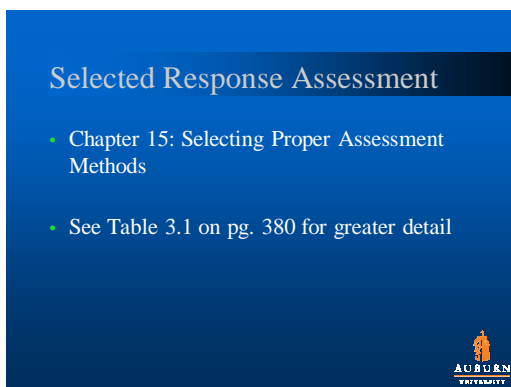 Selected Response Assessment
• Chapter 15: Selecting Proper Assessment
Methods
• See Table 3.1 on pg. 380 for greater detail
AUBURN
UNIVERSITY